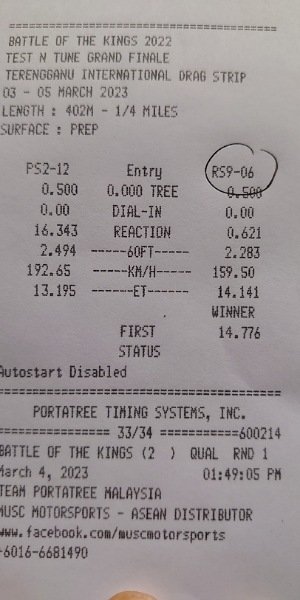 BATTLE OF THE KINGS 2022
TEST N TUNE GRAND FINALE
TERENGGANU INTERNATIONAL DRAG STRIP
03 - 05 MARCH 2023
LENGTH : 402M - 1/4 MILES
SURFACE : PREP
PS2-12 Entry RS9-06
0.500 0.000 TREE 0.500
0.00 DIAL-IN 0.00
16.343 REACTION 0.621
2.494 ------60FT----- 2.283
192.65 -----KM/H----- 159.50
13.195 ------ET------ 14.141
WINNER
FIRST 14.776
STATUS
Autostart Disabled
PORTATREE TIMING SYSTEMS, INC.
================ 33/34 ===========600214
BATTLE OF THE KINGS (2 ) QUAL RND 1
March 4, 2023 01:49:05 PM
TEAM PORTATREE MALAYSIA
MUSC MOTORSPORTS - ASEAN DISTRIBUTOR
www.facebook.com/muscmotorsports
+6016-6681490